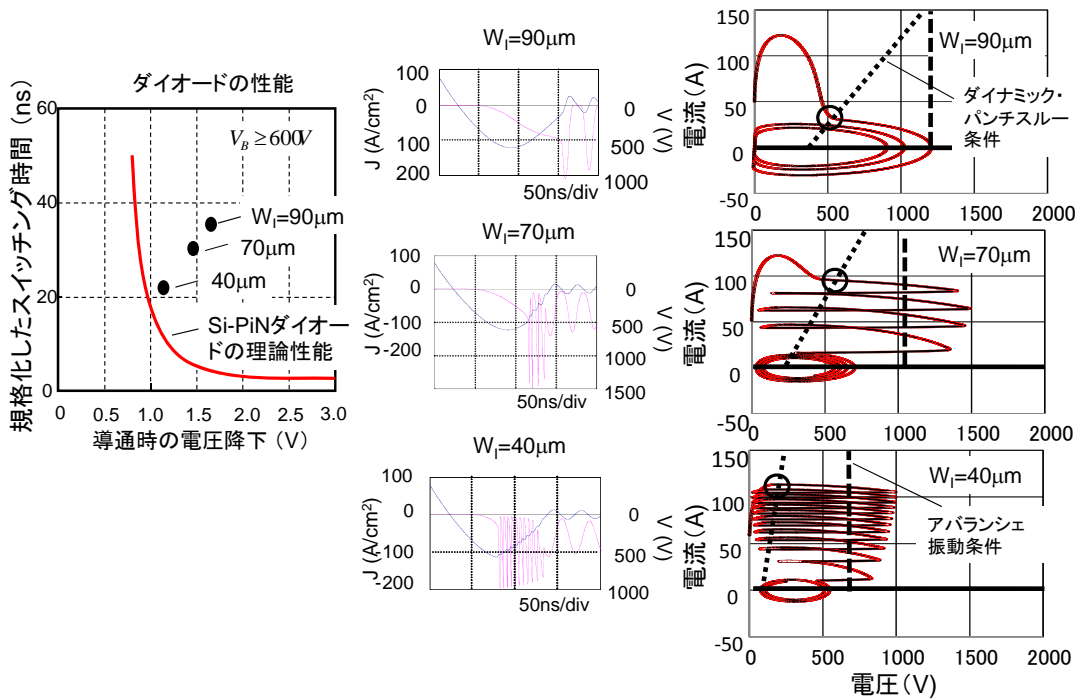 ダイオードの性能
規格化したスイッチング時間 (ns)
60
40
20
0
V_B ≥ 600V
W_I=90μm
70μm
40μm
Si-PiNダイオー
ドの理論性能
0 1.0 1.5 2.0 2.5 3.0
導通時の電圧降下 (V)
W_I=90μm
J (A/cm2)
100
0
100
200
0
500
1000
V (V)
50ns/div
W_I=70μm
J (A/cm2)
100
0
-100
-200
0
500
1000
1500
V (V)
50ns/div
W_I=40μm
J (A/cm2)
100
0
-100
-200
0
500
1000
V (V)
50ns/div
電流 (A)
150
100
50
0
-50
W_I=90μm
ダイナミック・
パンチスルー
条件
0 500 1000 1500 2000
電流 (A)
150
100
50
0
-50
W_I=70μm
0 500 1000 1500 2000
電流 (A)
150
100
50
0
-50
W_I=40μm
アバランシェ
振動条件
0 500 1000 1500 2000
電圧 (V)